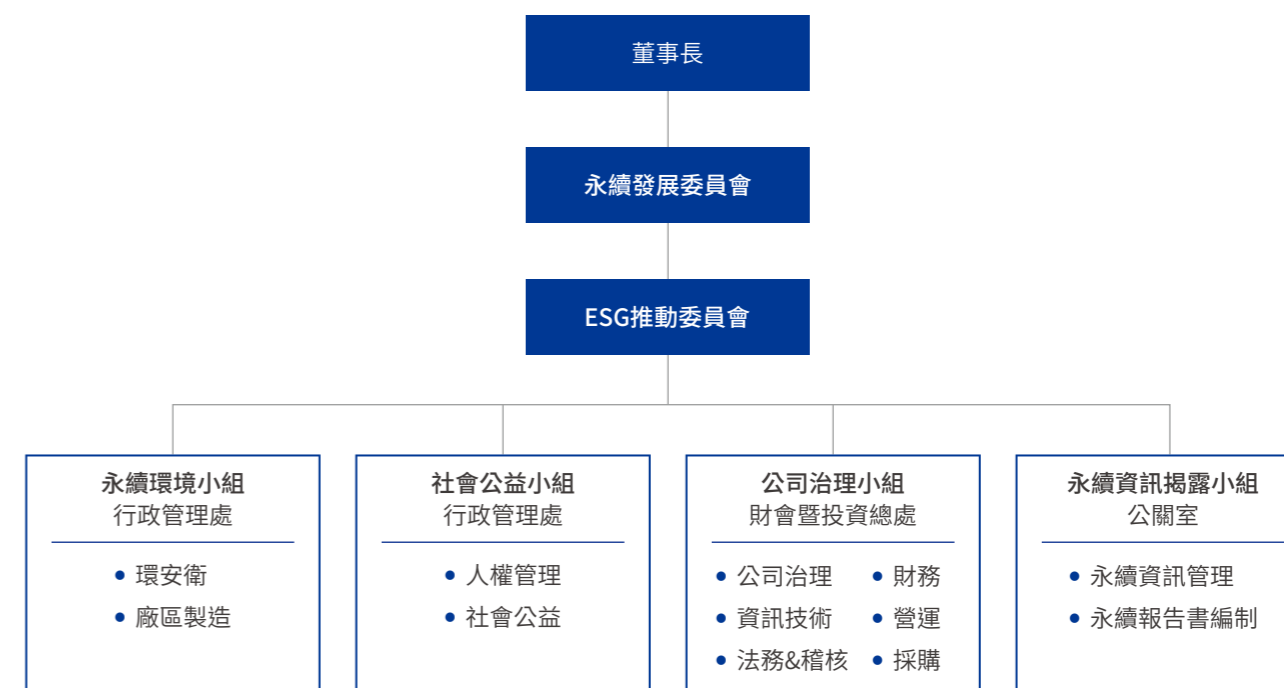 董事長
永續發展委員會
ESG推動委員會
永續環境小組
行政管理處
環安衛
廠區製造
社會公益小組
行政管理處
人權管理
社會公益
公司治理小組
財會暨投資總處
公司治理
財務
資訊技術
營運
法務&稽核
採購
永續資訊揭露小組
公關室
永續資訊管理
永續報告書編制